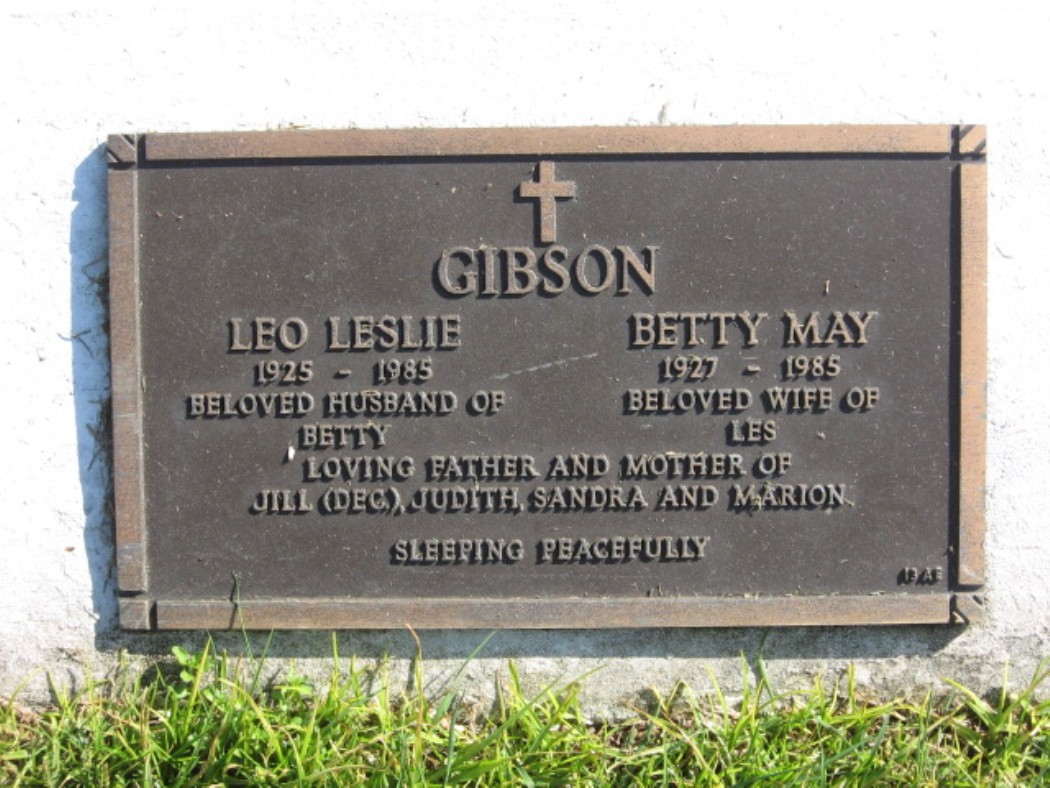 GIBSON
LEO LESLIE
1925 - 1985
BELOVED HUSBAND OF
BETTY
BETTY MAY
1927 - 1985
BELOVED WIFE OF
LES
LOVING FATHER AND MOTHER OF
JILL (DEC), JUDITH, SANDRA AND MARION.
SLEEPING PEACEFULLY